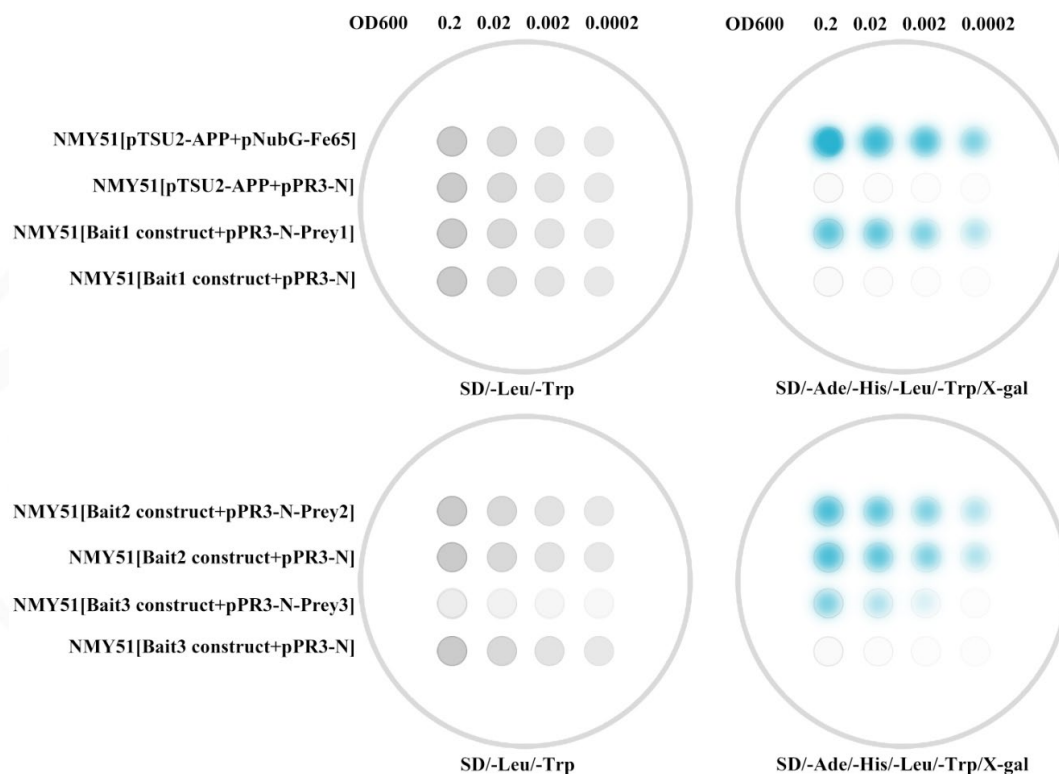 OD600 0.2 0.02 0.002 0.0002
OD600 0.2 0.02 0.002 0.0002
NMY51[pTSU2-APP+pNubG-Fe65]
NMY51[pTSU2-APP+pPR3-N]
NMY51[Bait1 construct+pPR3-N-Prey1]
NMY51[Bait1 construct+pPR3-N]
SD/-Leu/-Trp
SD/-Ade/-His/-Leu/-Trp/X-gal
NMY51[Bait2 construct+pPR3-N-Prey2]
NMY51[Bait2 construct+pPR3-N]
NMY51[Bait3 construct+pPR3-N-Prey3]
NMY51[Bait3 construct+pPR3-N]
SD/-Leu/-Trp
SD/-Ade/-His/-Leu/-Trp/X-gal